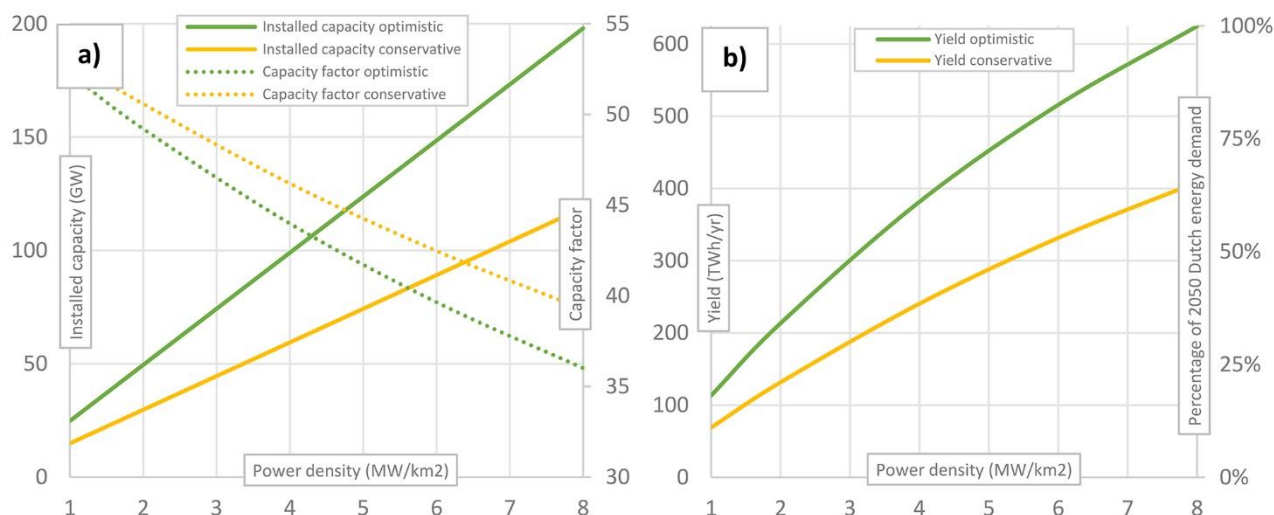 a)
Installed capacity optimistic
Installed capacity conservative
Capacity factor optimistic
Capacity factor conservative
200
150
100
50
0
Installed capacity (GW)
55
50
45
40
35
30
Capacity factor
Power density (MW/km2)
1 2 3 4 5 6 7 8
b)
Yield optimistic
Yield conservative
600
500
400
300
200
100
0
Yield (TWh/yr)
100%
75%
50%
25%
0%
Percentage of 2050 Dutch energy demand
Power density (MW/km2)
1 2 3 4 5 6 7 8